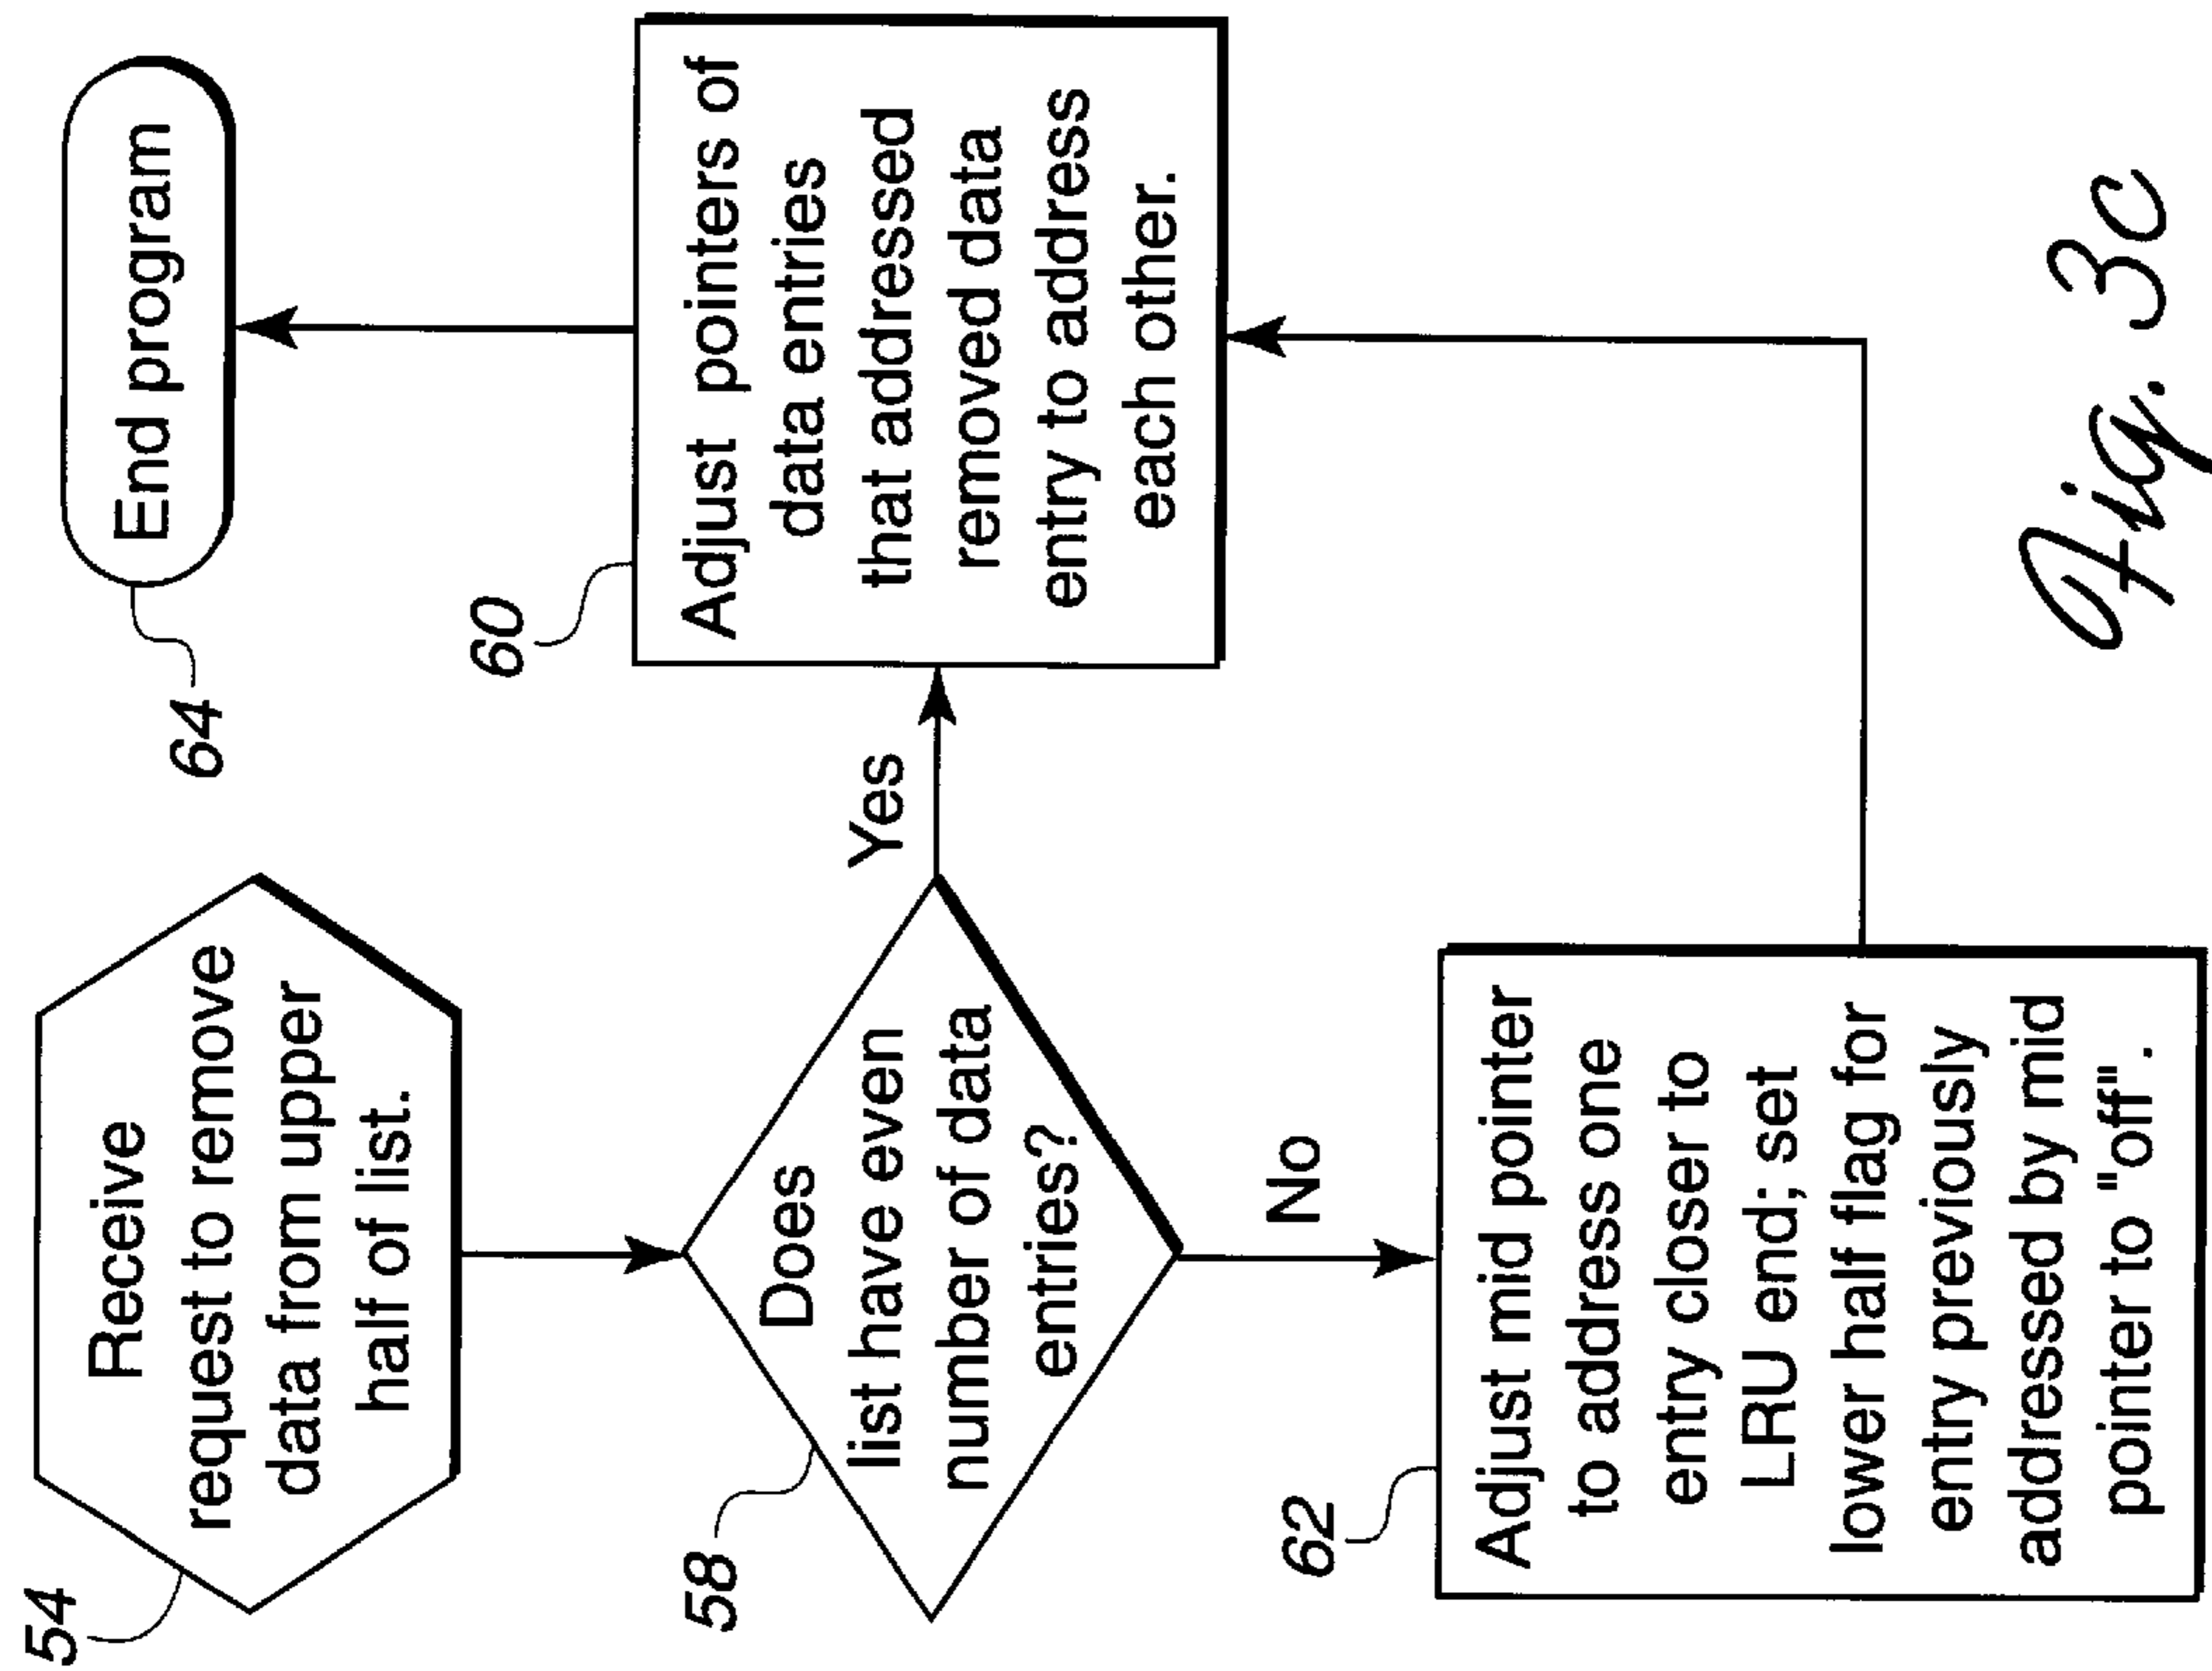 54
Receive
request to remove
data from upper
half of list.
58
Does
list have even
number of data
entries?
Yes
No
62
Adjust mid pointer
to address one
entry closer to
LRU end; set
lower half flag for
entry previously
addressed by mid
pointer to "off".
60
Adjust pointers of
data entries
that addressed
removed data
entry to address
each other.
64
End program
Fig. 3c